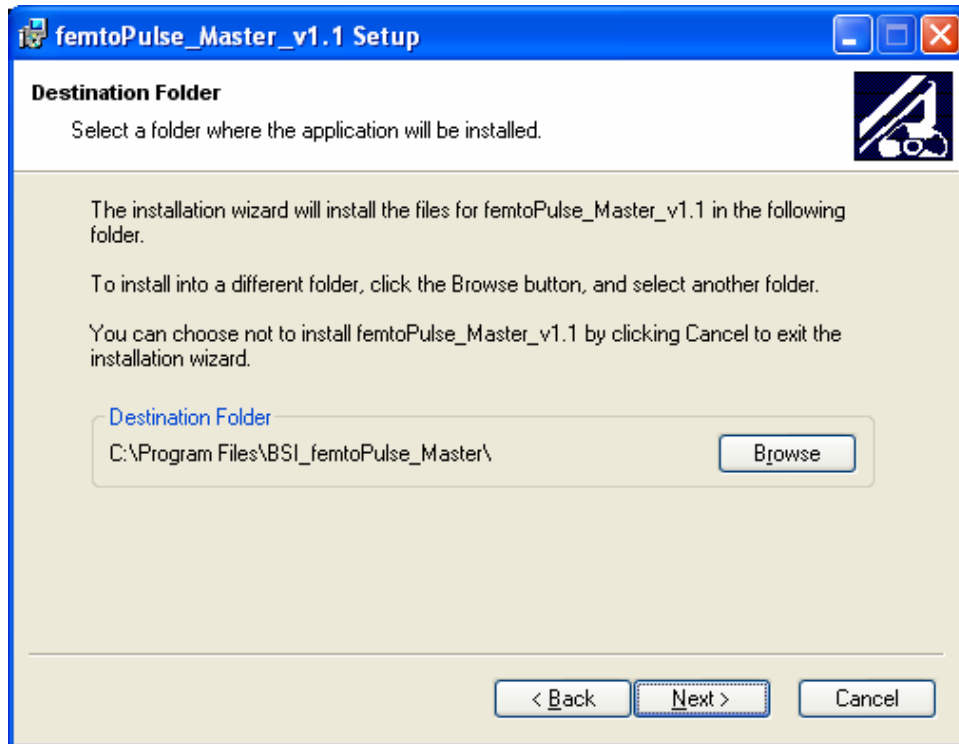 femtoPulse_Master_v1.1 Setup
Destination Folder
Select a folder where the application will be installed.
The installation wizard will install the files for femtoPulse_Master_v1.1 in the following
folder.
To install into a different folder, click the Browse button, and select another folder.
You can choose not to install femtoPulse_Master_v1.1 by clicking Cancel to exit the
installation wizard.
Destination Folder
C:\Program Files\BSI_femtoPulse_Master\
Browse
< Back
Next >
Cancel